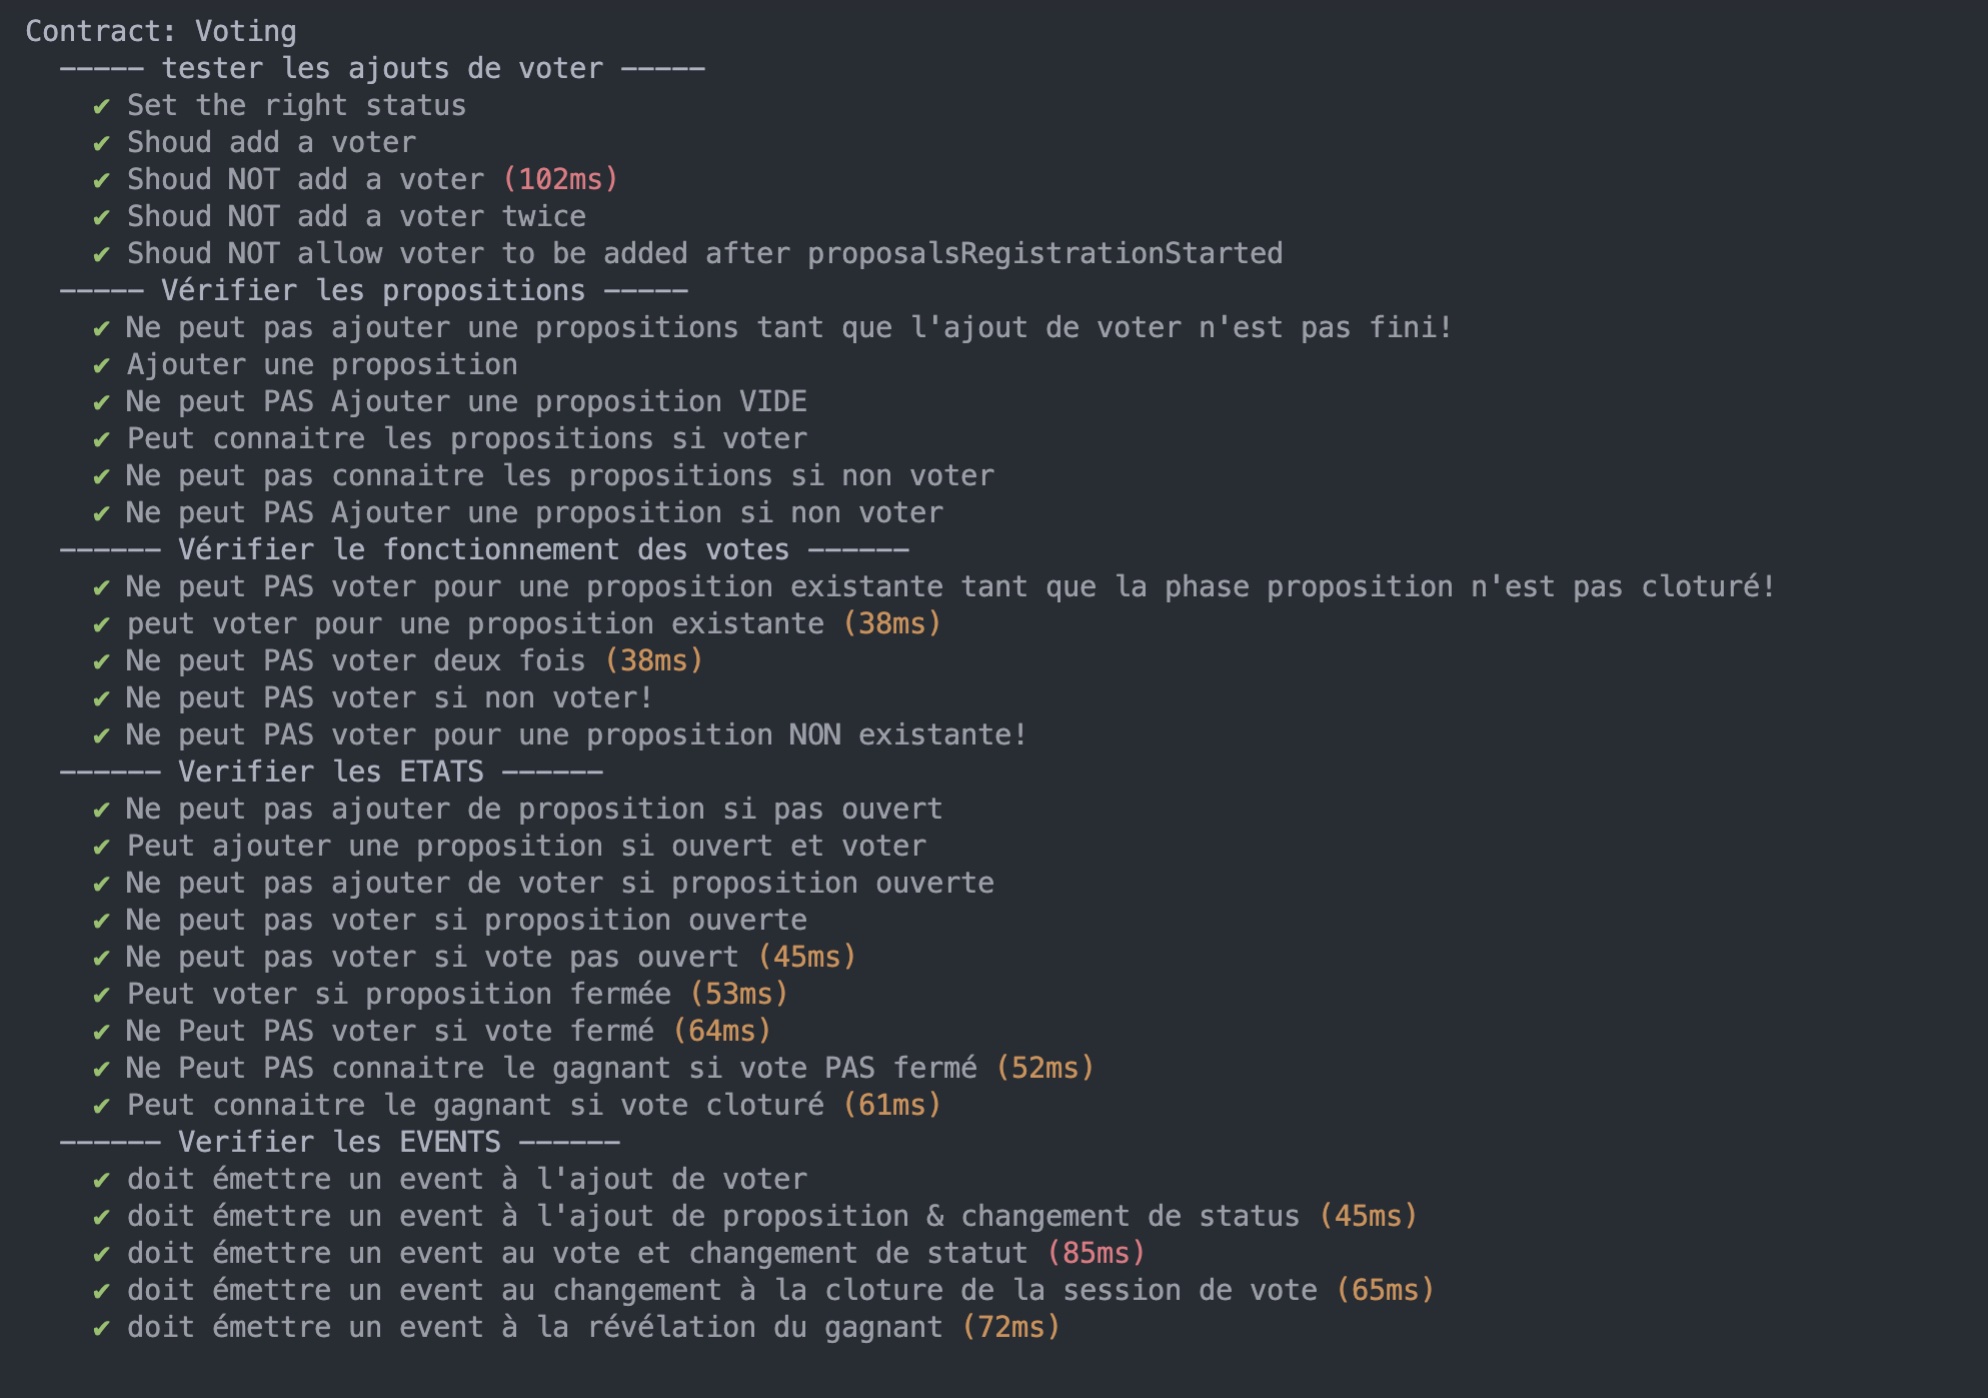 Contract: Voting
----- tester les ajouts de voter -----
✔ Set the right status
✔ Shoud add a voter
✔ Shoud NOT add a voter (102ms)
✔ Shoud NOT add a voter twice
✔ Shoud NOT allow voter to be added after proposalsRegistrationStarted
----- Vérifier les propositions -----
✔ Ne peut pas ajouter une propositions tant que l'ajout de voter n'est pas fini!
✔ Ajouter une proposition
✔ Ne peut PAS Ajouter une proposition VIDE
✔ Peut connaitre les propositions si voter
✔ Ne peut pas connaitre les propositions si non voter
✔ Ne peut PAS Ajouter une proposition si non voter
------ Vérifier le fonctionnement des votes ------
✔ Ne peut PAS voter pour une proposition existante tant que la phase proposition n'est pas cloturé!
✔ peut voter pour une proposition existante (38ms)
✔ Ne peut PAS voter deux fois (38ms)
✔ Ne peut PAS voter si non voter!
✔ Ne peut PAS voter pour une proposition NON existante!
------ Verifier les ETATS ------
✔ Ne peut pas ajouter de proposition si pas ouvert
✔ Peut ajouter une proposition si ouvert et voter
✔ Ne peut pas ajouter de voter si proposition ouverte
✔ Ne peut pas voter si proposition ouverte
✔ Ne peut pas voter si vote pas ouvert (45ms)
✔ Peut voter si proposition fermée (53ms)
✔ Ne Peut PAS voter si vote fermé (64ms)
✔ Ne Peut PAS connaitre le gagnant si vote PAS fermé (52ms)
✔ Peut connaitre le gagnant si vote cloturé (61ms)
------ Verifier les EVENTS ------
✔ doit émettre un event à l'ajout de voter
✔ doit émettre un event à l'ajout de proposition & changement de status (45ms)
✔ doit émettre un event au vote et changement de statut (85ms)
✔ doit émettre un event au changement à la cloture de la session de vote (65ms)
✔ doit émettre un event à la révélation du gagnant (72ms)